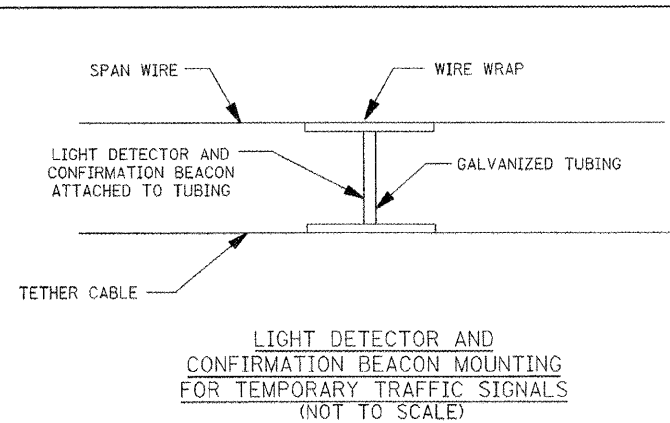 SPAN WIRE
WIRE WRAP
LIGHT DETECTOR AND
CONFIRMATION BEACON
ATTACHED TO TUBING
GALVANIZED TUBING
TETHER CABLE
LIGHT DETECTOR AND
CONFIRMATION BEACON MOUNTING
FOR TEMPORARY TRAFFIC SIGNALS
(NOT TO SCALE)